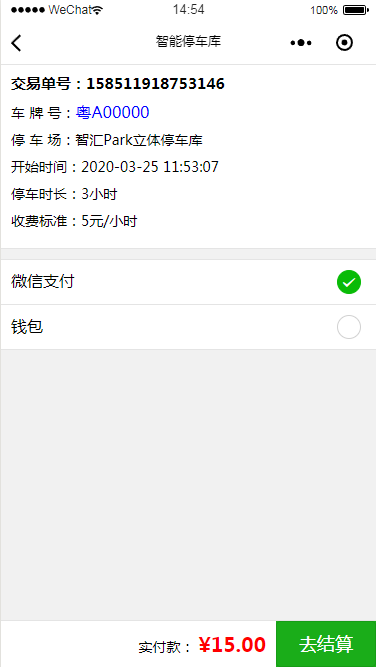 WeChat 14:54 100%
智能停车库
交易单号：158511918753146
车 牌 号：粤A00000
停 车 场：智汇Park立体停车库
开始时间：2020-03-25 11:53:07
停车时长：3小时
收费标准：5元/小时
微信支付
钱包
实付款： ¥15.00 去结算